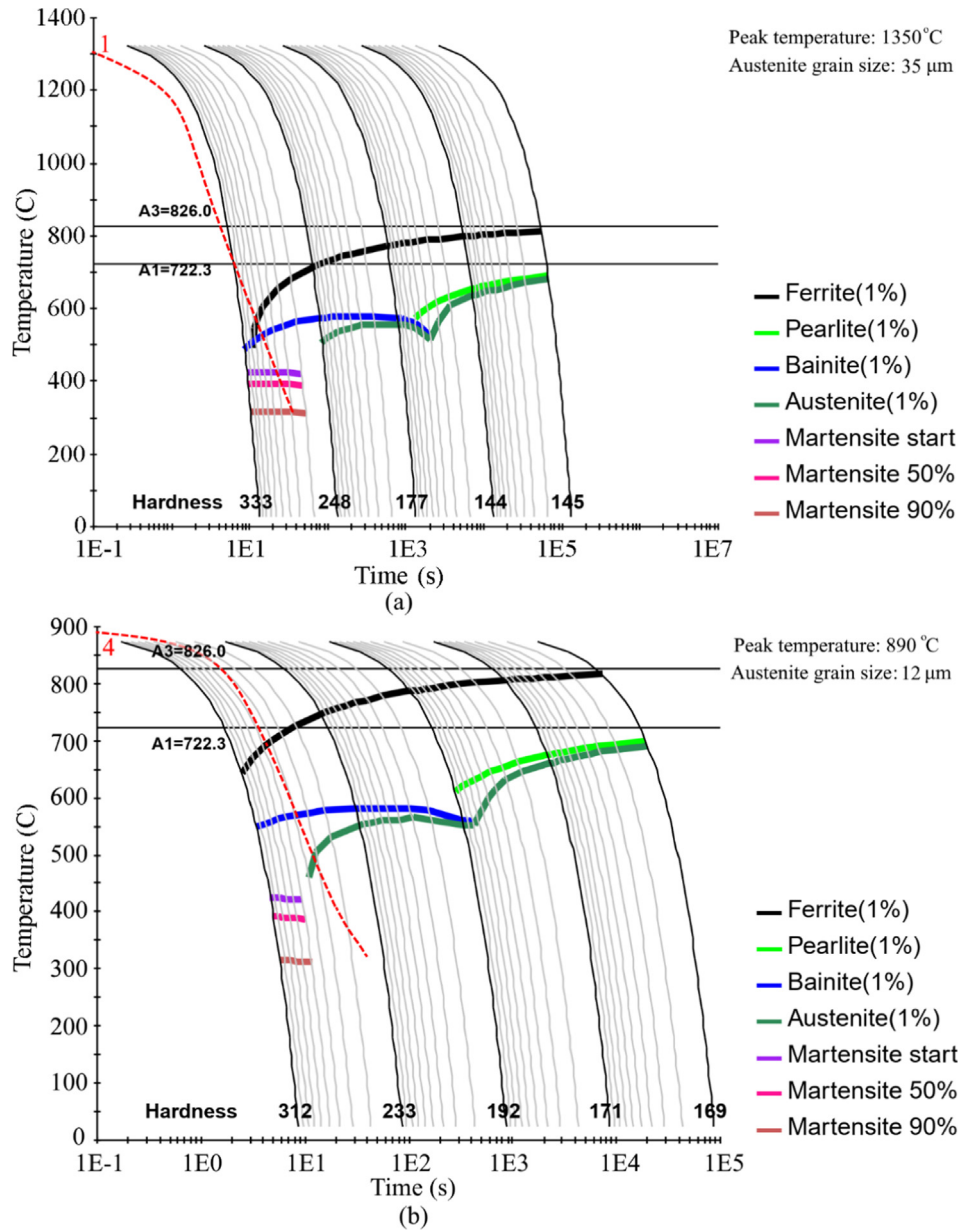 1400
1
Peak temperature: 1350°C
Austenite grain size: 35 μm
1200
1000
A3=826.0
800
A1=722.3
Temperature (C)
600
400
200
0
Ferrite(1%)
Pearlite(1%)
Bainite(1%)
Austenite(1%)
Martensite start
Martensite 50%
Martensite 90%
Hardness 333 248 177 144 145
1E-1 1E1 1E3 1E5 1E7
Time (s)
(a)
900
4
A3=826.0
Peak temperature: 890 °C
Austenite grain size: 12 μm
800
A1=722.3
700
600
Temperature (C)
500
400
300
200
100
0
Ferrite(1%)
Pearlite(1%)
Bainite(1%)
Austenite(1%)
Martensite start
Martensite 50%
Martensite 90%
Hardness 312 233 192 171 169
1E-1 1E0 1E1 1E2 1E3 1E4 1E5
Time (s)
(b)